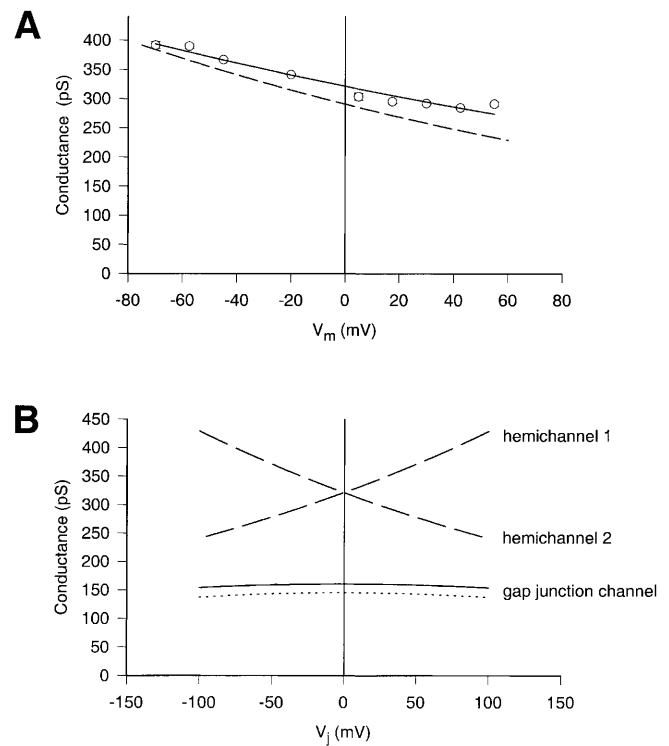 A
400
350
300
250
200
150
100
50
0
Conductance (pS)
-80 -60 -40 -20 0 20 40 60 80
Vm (mV)
B
450
400
350
300
250
200
150
100
50
0
Conductance (pS)
hemichannel 1
hemichannel 2
gap junction channel
-150 -100 -50 0 50 100 150
Vj (mV)